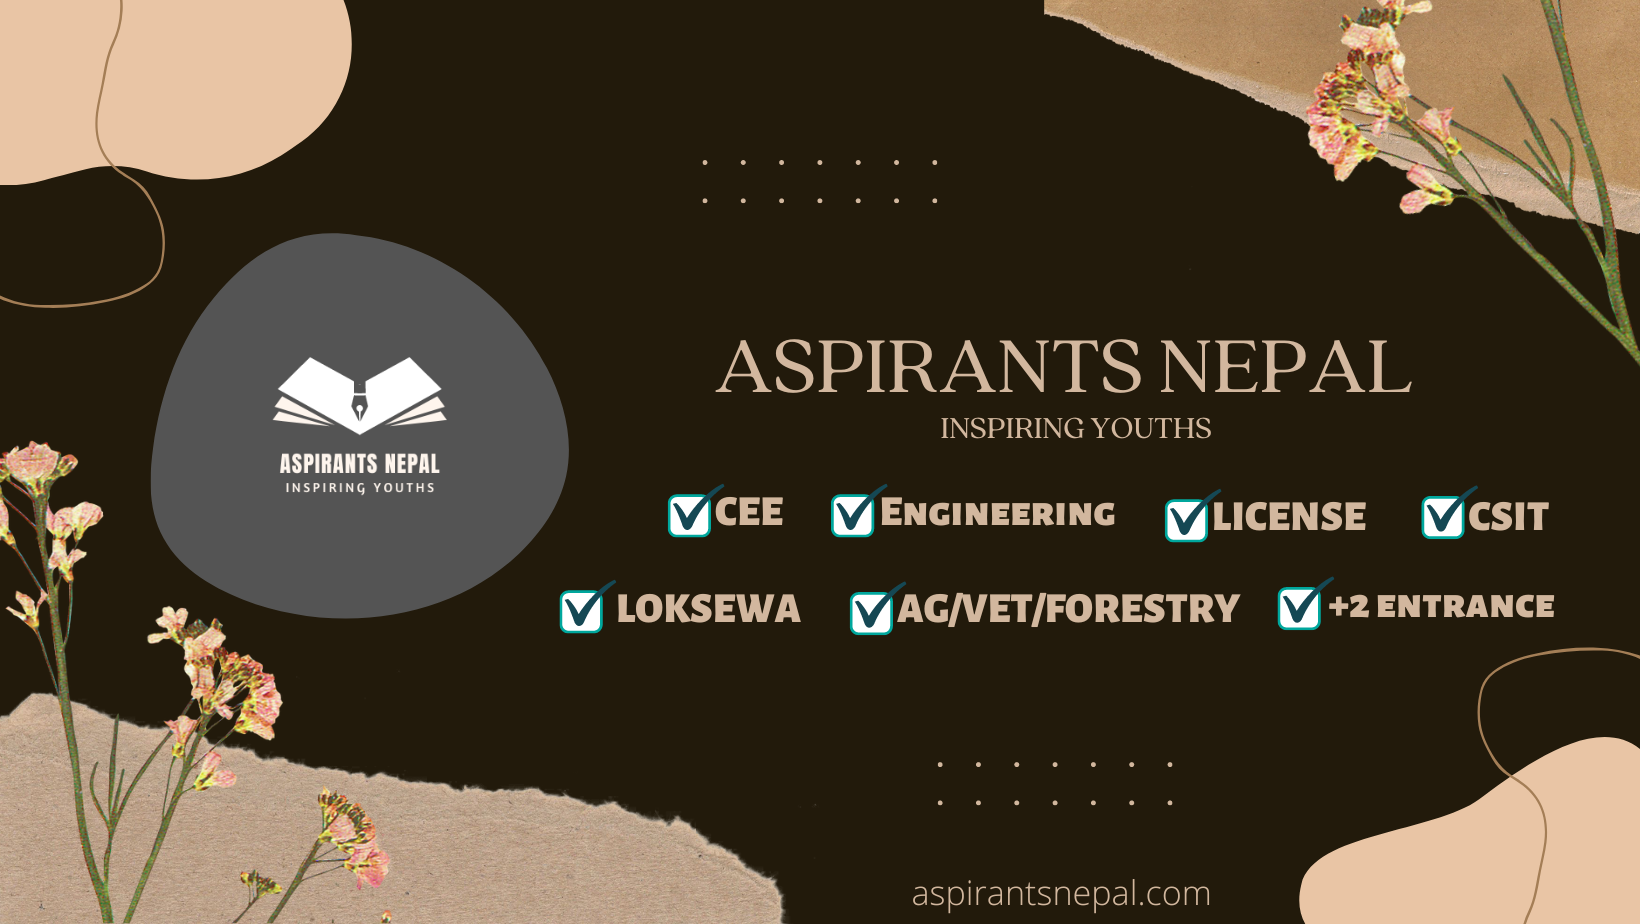 ASPIRANTS NEPAL
INSPIRING YOUTHS
ASPIRANTS NEPAL
INSPIRING YOUTHS
CEE ENGINEERING LICENSE CSIT
LOKSEWA AG/VET/FORESTRY +2 ENTRANCE
aspirantsnepal.com